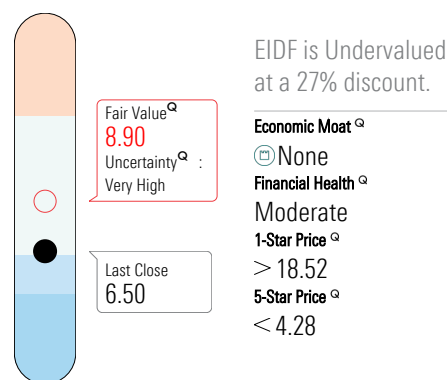 EIDF is Undervalued
at a 27% discount.
Fair Value Q
8.90
Uncertainty Q :
Very High
Last Close
6.50
Economic Moat Q
None
Financial Health Q
Moderate
1-Star Price Q
> 18.52
5-Star Price Q
< 4.28